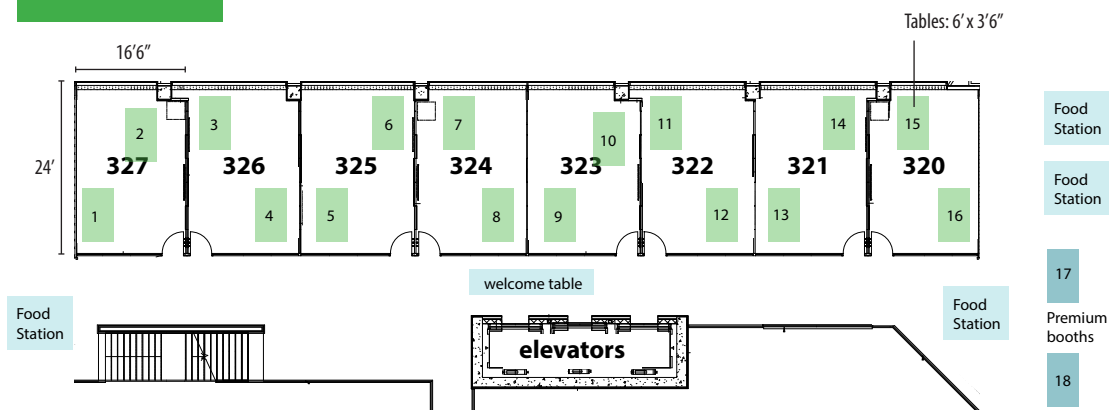 Tables: 6' x 3'6"
16'6"
24'
2
3
6
7
10
11
14
15
327
326
325
324
323
322
321
320
1
4
5
8
9
12
13
16
Food
Station
Food
Station
welcome table
Food
Station
elevators
Food
Station
17
Premium
booths
18